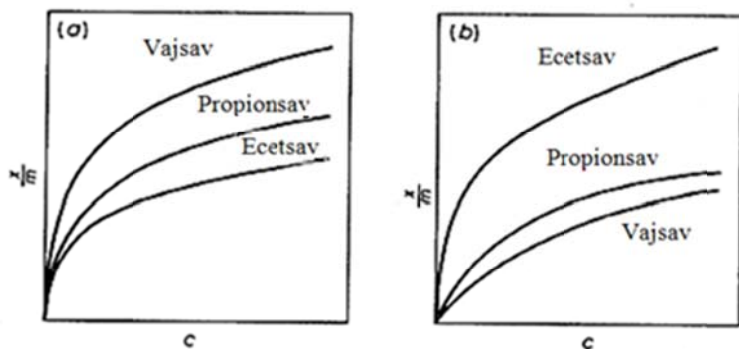 (a)
Vajsav
Propionsav
Ecetsav
x/m
c
(b)
Ecetsav
Propionsav
Vajsav
x/m
c